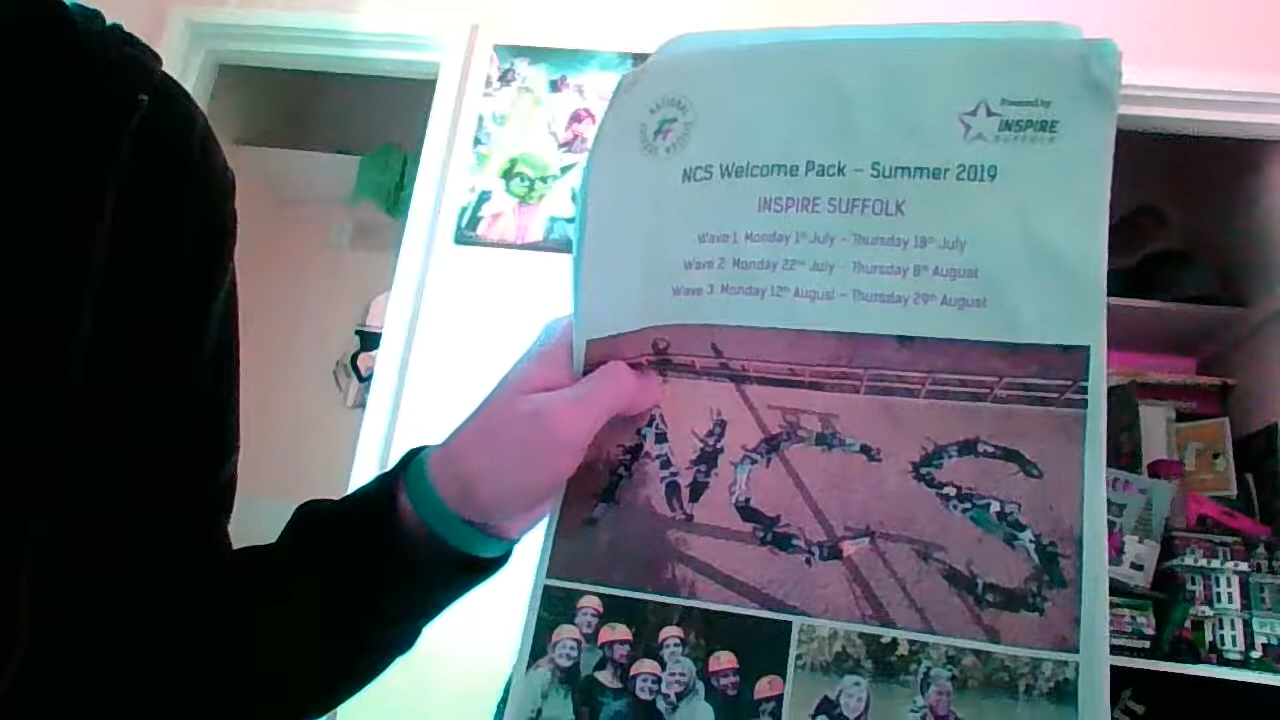 Powered by
INSPIRE
SUFFOLK
NCS Welcome Pack – Summer 2019
INSPIRE SUFFOLK
Wave 1: Monday 1st July – Thursday 18th July
Wave 2: Monday 22nd July – Thursday 8th August
Wave 3: Monday 12th August – Thursday 29th August
NCS